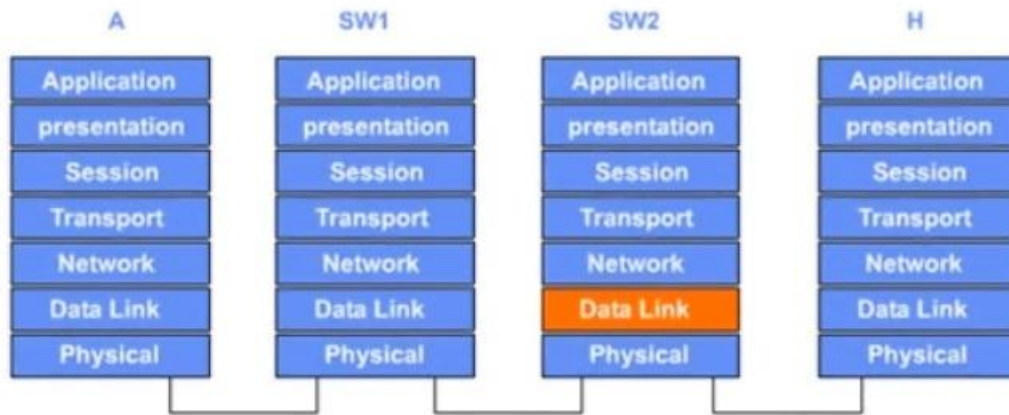 A SW1 SW2 H
Application Application Application Application
presentation presentation presentation presentation
Session Session Session Session
Transport Transport Transport Transport
Network Network Network Network
Data Link Data Link Data Link Data Link
Physical Physical Physical Physical